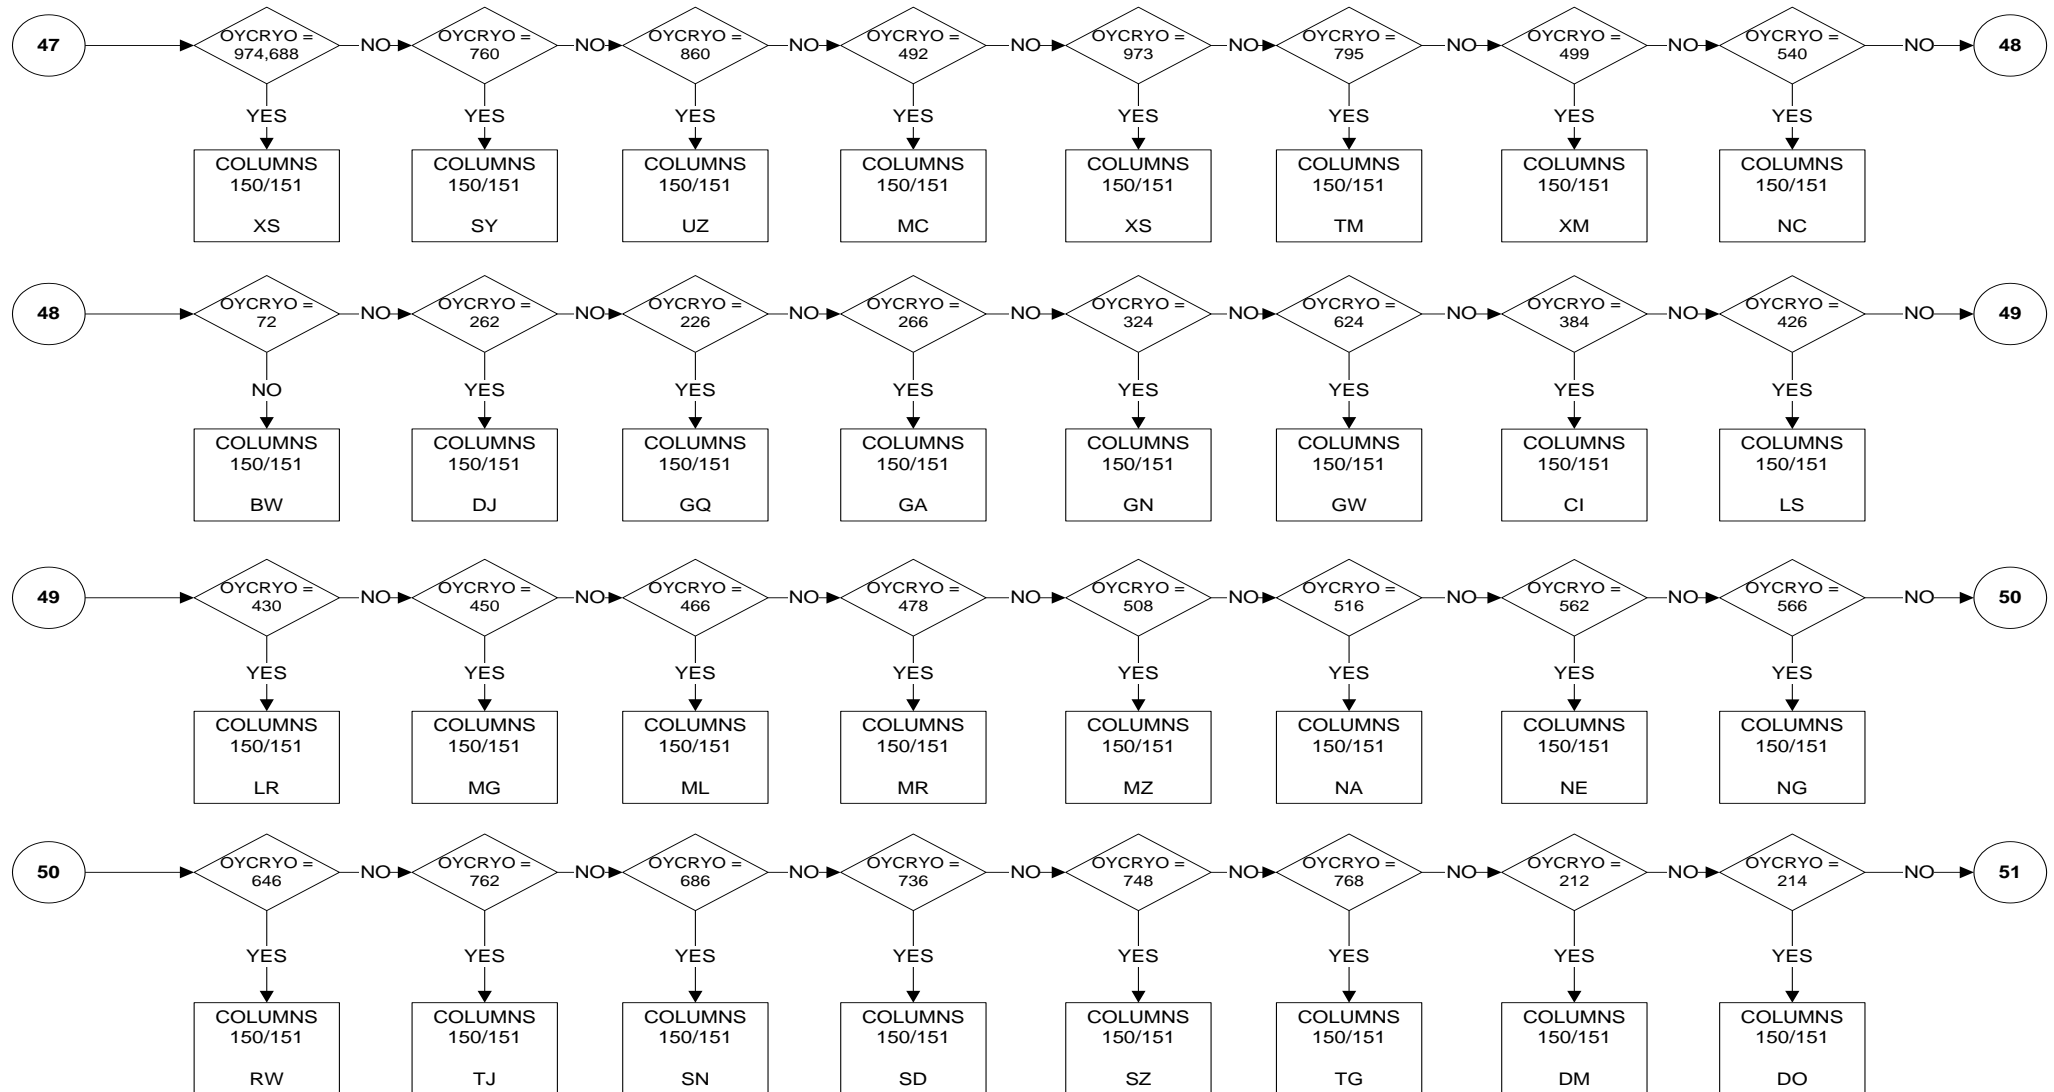 47
OYCRYO =
974,688
NO
OYCRYO =
760
NO
OYCRYO =
860
NO
OYCRYO =
492
NO
OYCRYO =
973
NO
OYCRYO =
795
NO
OYCRYO =
499
NO
OYCRYO =
540
NO
48
YES
YES
YES
YES
YES
YES
YES
YES
COLUMNS
150/151
XS
COLUMNS
150/151
SY
COLUMNS
150/151
UZ
COLUMNS
150/151
MC
COLUMNS
150/151
XS
COLUMNS
150/151
TM
COLUMNS
150/151
XM
COLUMNS
150/151
NC
48
OYCRYO =
72
NO
OYCRYO =
262
NO
OYCRYO =
226
NO
OYCRYO =
266
NO
OYCRYO =
324
NO
OYCRYO =
624
NO
OYCRYO =
384
NO
OYCRYO =
426
NO
49
NO
YES
YES
YES
YES
YES
YES
YES
COLUMNS
150/151
BW
COLUMNS
150/151
DJ
COLUMNS
150/151
GQ
COLUMNS
150/151
GA
COLUMNS
150/151
GN
COLUMNS
150/151
GW
COLUMNS
150/151
CI
COLUMNS
150/151
LS
49
OYCRYO =
430
NO
OYCRYO =
450
NO
OYCRYO =
466
NO
OYCRYO =
478
NO
OYCRYO =
508
NO
OYCRYO =
516
NO
OYCRYO =
562
NO
OYCRYO =
566
NO
50
YES
YES
YES
YES
YES
YES
YES
YES
COLUMNS
150/151
LR
COLUMNS
150/151
MG
COLUMNS
150/151
ML
COLUMNS
150/151
MR
COLUMNS
150/151
MZ
COLUMNS
150/151
NA
COLUMNS
150/151
NE
COLUMNS
150/151
NG
50
OYCRYO =
646
NO
OYCRYO =
762
NO
OYCRYO =
686
NO
OYCRYO =
736
NO
OYCRYO =
748
NO
OYCRYO =
768
NO
OYCRYO =
212
NO
OYCRYO =
214
NO
51
YES
YES
YES
YES
YES
YES
YES
YES
COLUMNS
150/151
RW
COLUMNS
150/151
TJ
COLUMNS
150/151
SN
COLUMNS
150/151
SD
COLUMNS
150/151
SZ
COLUMNS
150/151
TG
COLUMNS
150/151
DM
COLUMNS
150/151
DO